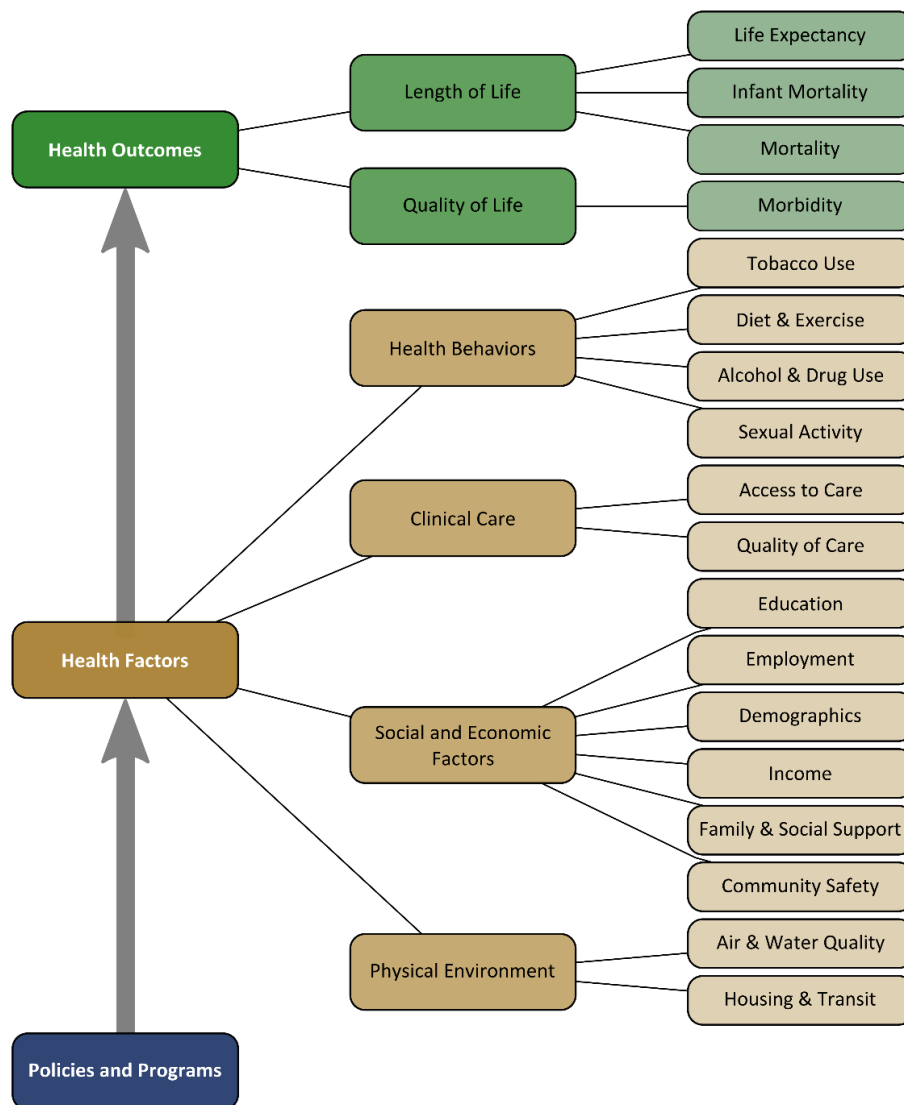 Life Expectancy
Length of Life
Infant Mortality
Health Outcomes
Mortality
Quality of Life
Morbidity
Tobacco Use
Diet & Exercise
Health Behaviors
Alcohol & Drug Use
Sexual Activity
Access to Care
Clinical Care
Quality of Care
Education
Health Factors
Employment
Demographics
Social and Economic
Factors
Income
Family & Social Support
Community Safety
Air & Water Quality
Physical Environment
Housing & Transit
Policies and Programs